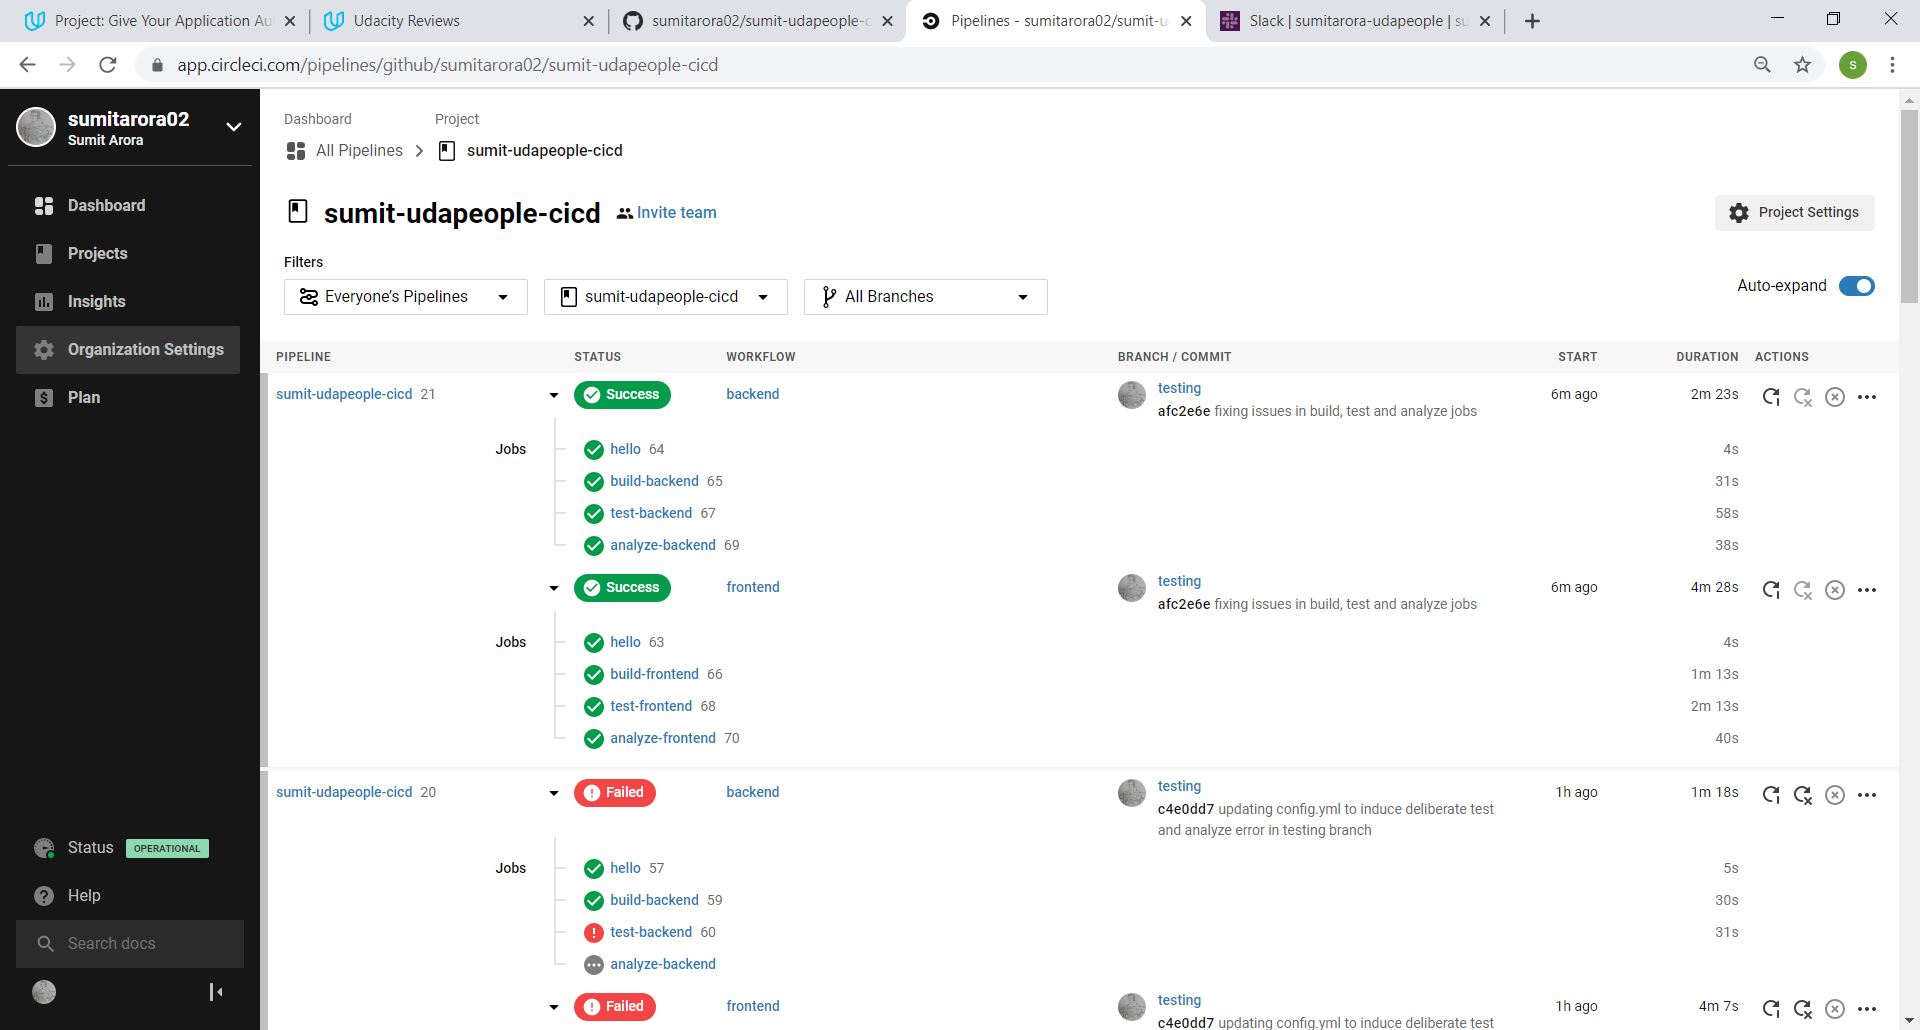 Project: Give Your Application Au
Udacity Reviews
sumitarora02/sumit-udapeople-c
Pipelines - sumitarora02/sumit-u
Slack | sumitarora-udapeople | su
app.circleci.com/pipelines/github/sumitarora02/sumit-udapeople-cicd
s
sumitarora02
Sumit Arora
Dashboard
Projects
Insights
Organization Settings
Plan
Status OPERATIONAL
Help
Search docs
Dashboard Project
All Pipelines sumit-udapeople-cicd
sumit-udapeople-cicd Invite team
Project Settings
Filters
Everyone's Pipelines sumit-udapeople-cicd All Branches
Auto-expand
PIPELINE STATUS WORKFLOW BRANCH / COMMIT START DURATION ACTIONS
sumit-udapeople-cicd 21 Success backend testing 6m ago 2m 23s
afc2e6e fixing issues in build, test and analyze jobs
Jobs hello 64 4s
build-backend 65 31s
test-backend 67 58s
analyze-backend 69 38s
Success frontend testing 6m ago 4m 28s
afc2e6e fixing issues in build, test and analyze jobs
Jobs hello 63 4s
build-frontend 66 1m 13s
test-frontend 68 2m 13s
analyze-frontend 70 40s
sumit-udapeople-cicd 20 Failed backend testing 1h ago 1m 18s
c4e0dd7 updating config.yml to induce deliberate test
and analyze error in testing branch
Jobs hello 57 5s
build-backend 59 30s
test-backend 60 31s
analyze-backend
Failed frontend testing 1h ago 4m 7s
c4e0dd7 updating config.yml to induce deliberate test